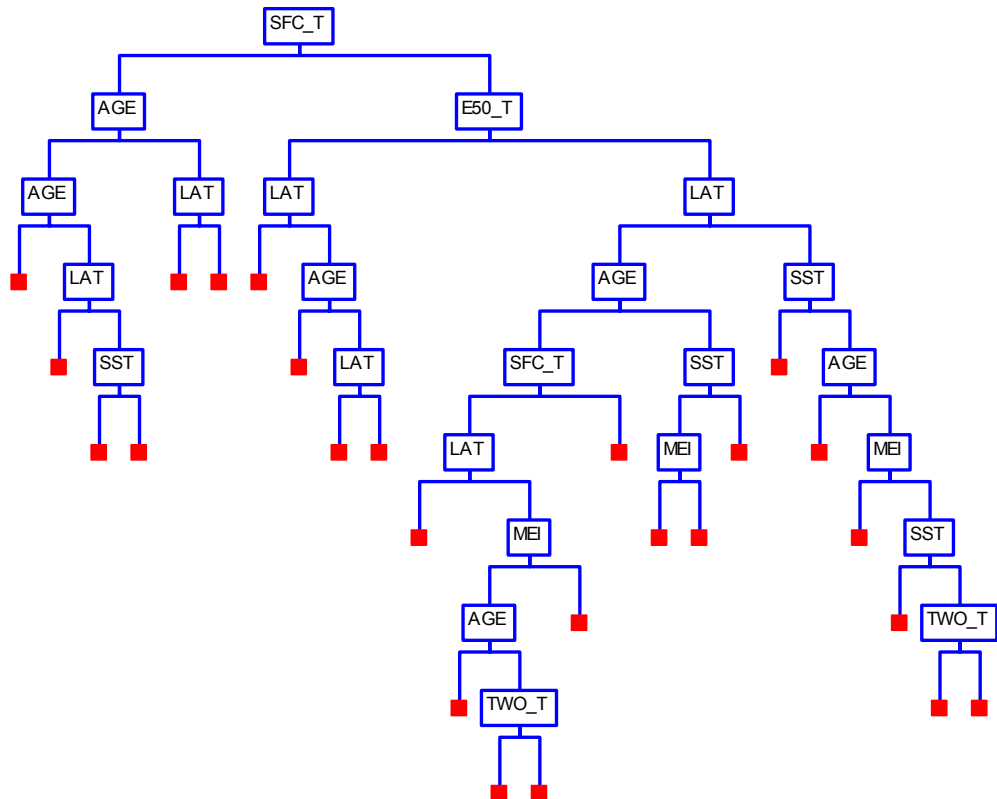 SFC_T
AGE
E50_T
AGE
LAT
LAT
LAT
LAT
AGE
AGE
SST
SST
LAT
SFC_T
SST
AGE
LAT
MEI
MEI
MEI
SST
AGE
TWO_T
TWO_T